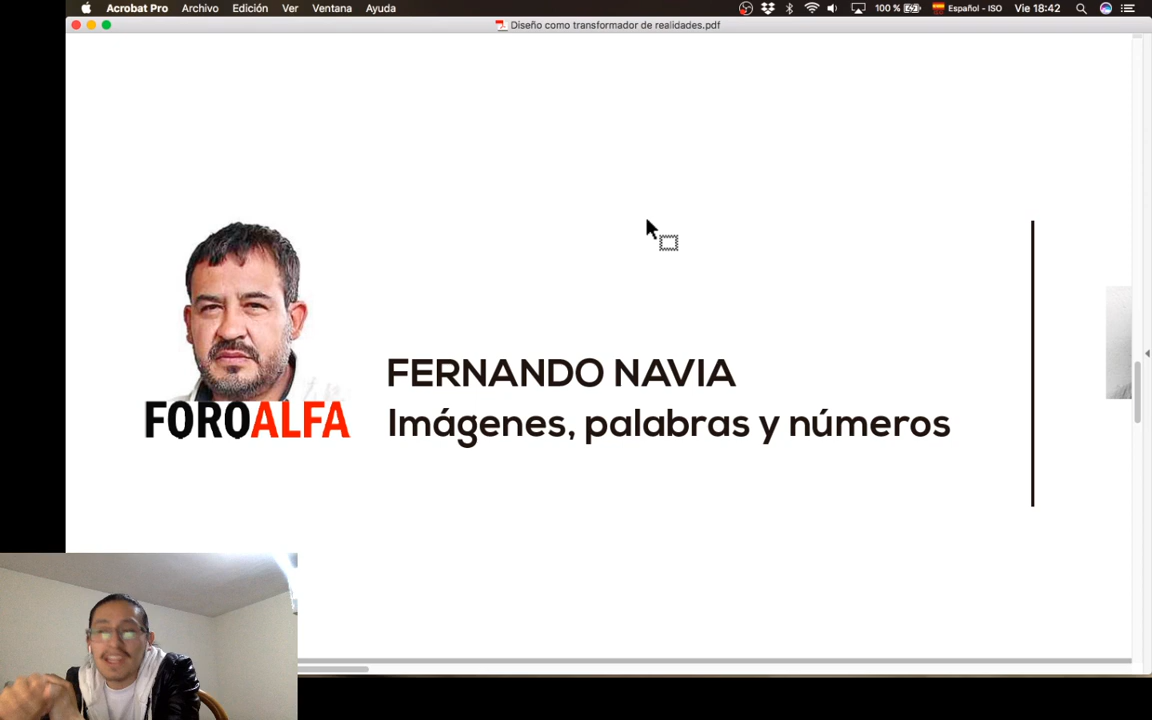 Acrobat Pro Archivo Edición Ver Ventana Ayuda 100 % Español - ISO Vie 18:42
Diseño como transformador de realidades.pdf
FERNANDO NAVIA
FOROALFA
Imágenes, palabras y números